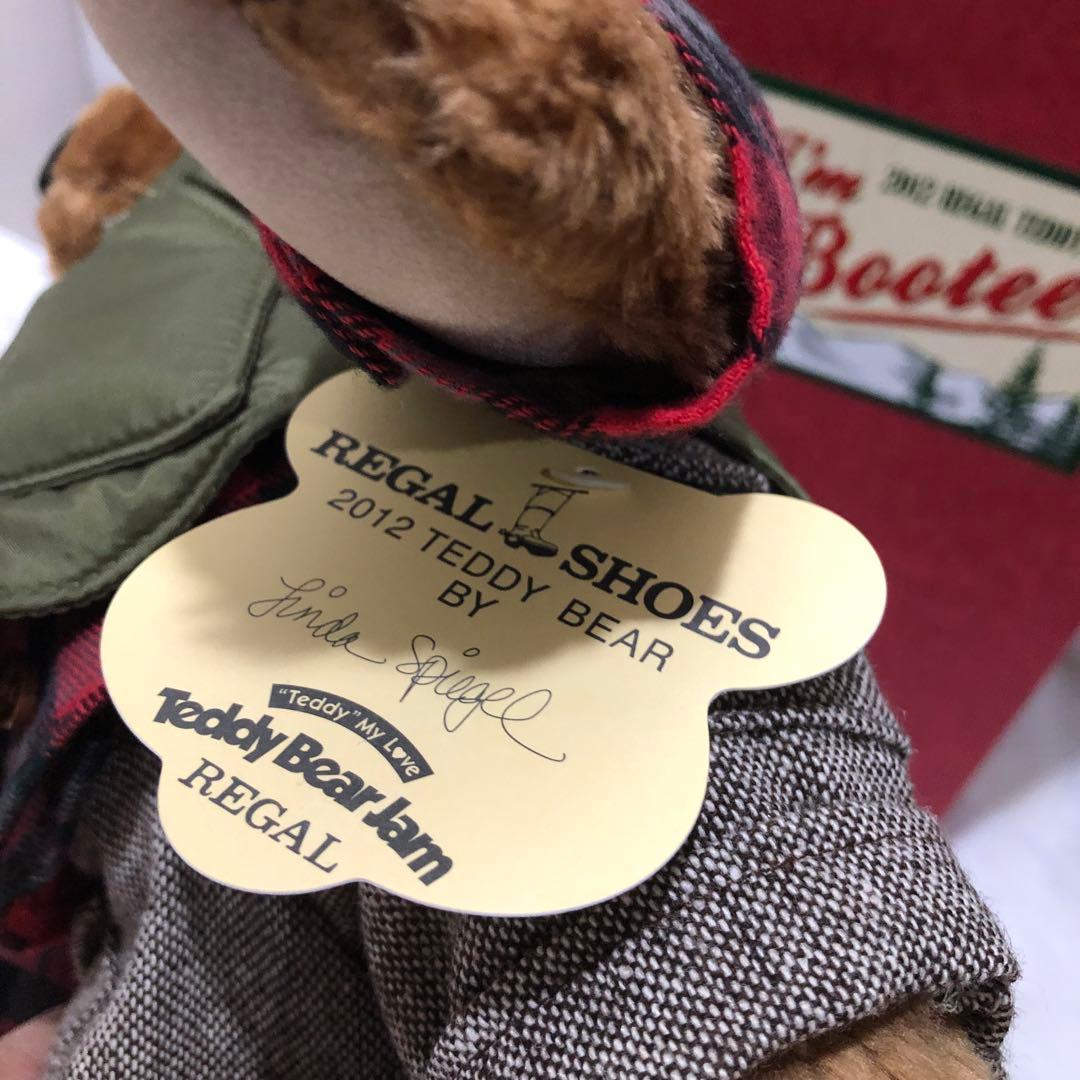 REGAL SHOES
2012 TEDDY BEAR
BY
Linda Spiegel
"Teddy" My Love
Teddy Bear Jam
REGAL
I'm
2012 REGAL TEDDY
Bootee